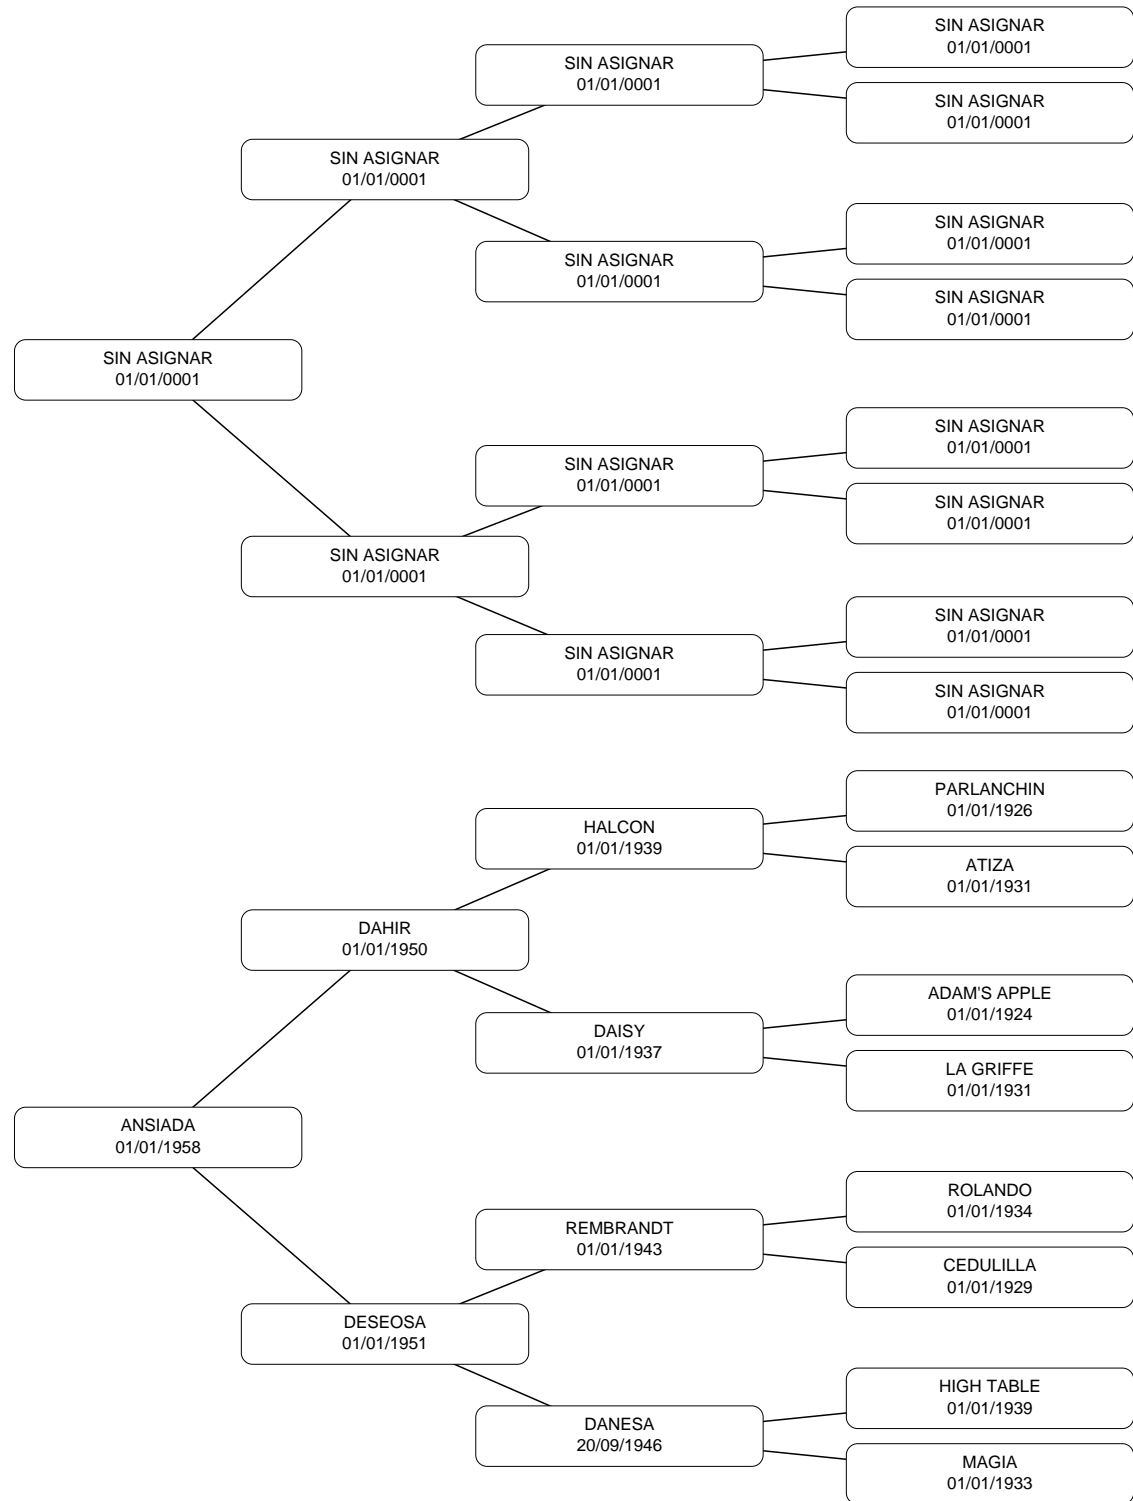 SIN ASIGNAR
01/01/0001
SIN ASIGNAR
01/01/0001
SIN ASIGNAR
01/01/0001
SIN ASIGNAR
01/01/0001
SIN ASIGNAR
01/01/0001
SIN ASIGNAR
01/01/0001
SIN ASIGNAR
01/01/0001
SIN ASIGNAR
01/01/0001
SIN ASIGNAR
01/01/0001
SIN ASIGNAR
01/01/0001
SIN ASIGNAR
01/01/0001
SIN ASIGNAR
01/01/0001
SIN ASIGNAR
01/01/0001
SIN ASIGNAR
01/01/0001
SIN ASIGNAR
01/01/0001
PARLANCHIN
01/01/1926
HALCON
01/01/1939
ATIZA
01/01/1931
DAHIR
01/01/1950
ADAM'S APPLE
01/01/1924
DAISY
01/01/1937
LA GRIFFE
01/01/1931
ANSIADA
01/01/1958
ROLANDO
01/01/1934
REMBRANDT
01/01/1943
CEDULILLA
01/01/1929
DESEOSA
01/01/1951
HIGH TABLE
01/01/1939
DANESA
20/09/1946
MAGIA
01/01/1933